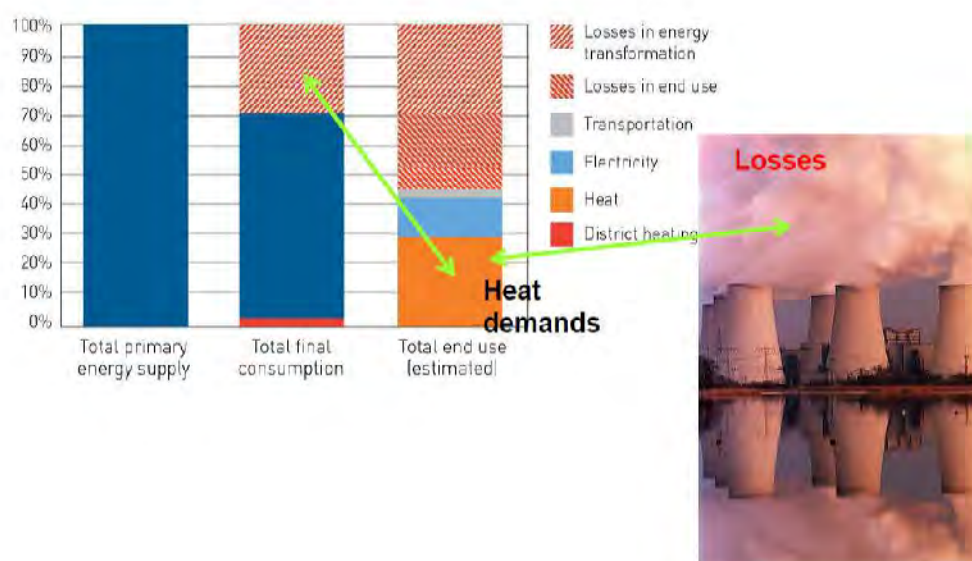 100%
90%
80%
70%
60%
50%
40%
30%
20%
10%
0%
Total primary
energy supply
Total final
consumption
Total end use
(estimated)
Losses in energy
transformation
Losses in end use
Transportation
Electricity
Heat
District heating
Heat
demands
Losses